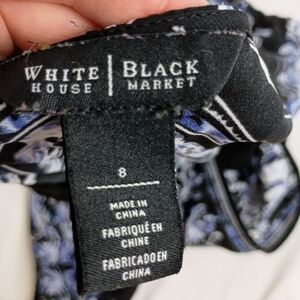 WHITE HOUSE | BLACK MARKET
8
MADE IN
CHINA
FABRIQUÉ EN
CHINE
FABRICADO EN
CHINA